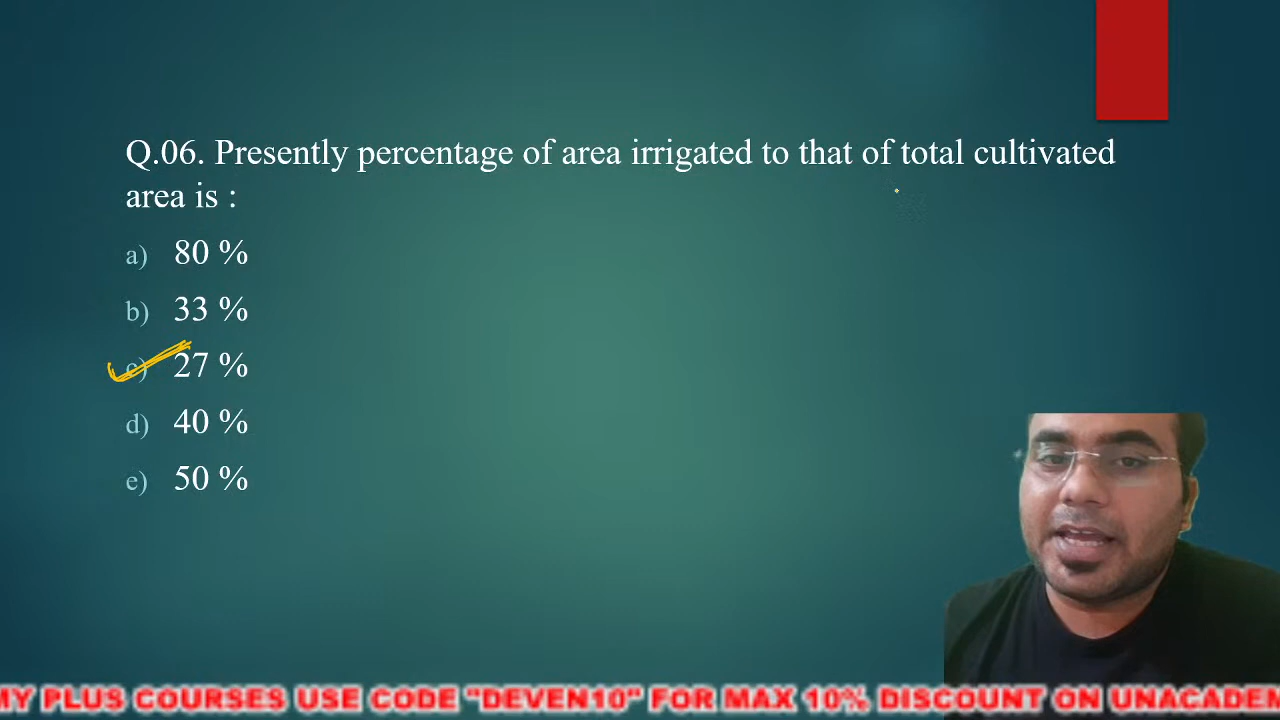 Q.06. Presently percentage of area irrigated to that of total cultivated
area is :
a) 80 %
b) 33 %
c) 27 %
d) 40 %
e) 50 %
MY PLUS COURSES USE CODE "DEVEN10" FOR MAX 10% DISCOUNT ON UNACADEM